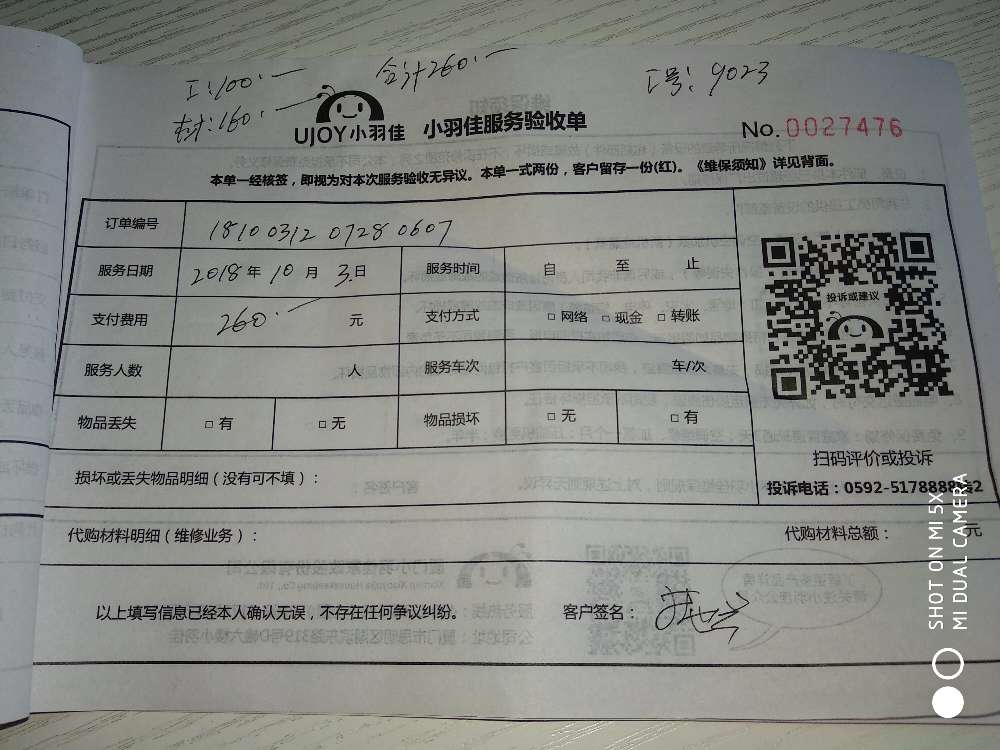 工:100.一
合计260.一
工号:9023
材:160.一
UJOY小羽佳 小羽佳服务验收单
No.0027476
本单一经核签，即视为对本次服务验收无异议。本单一式两份，客户留存一份(红)。《维保须知》详见背面。
订单编号 18100312 0728 0607
服务日期 2018年10月3日 服务时间 自 至 止
投诉或建议
支付费用 260.一 元 支付方式 □ 网络 □ 现金 □ 转账
服务人数 人 服务车次 车/次
物品丢失 □ 有 □ 无 物品损坏 □ 无 □ 有
扫码评价或投诉
损坏或丢失物品明细（没有可不填）：
投诉电话：0592-5178888
代购材料明细（维修业务）：
代购材料总额： 元
以上填写信息已经本人确认无误，不存在任何争议纠纷。 客户签名：
SHOT ON MI 5X
MI DUAL CAMERA